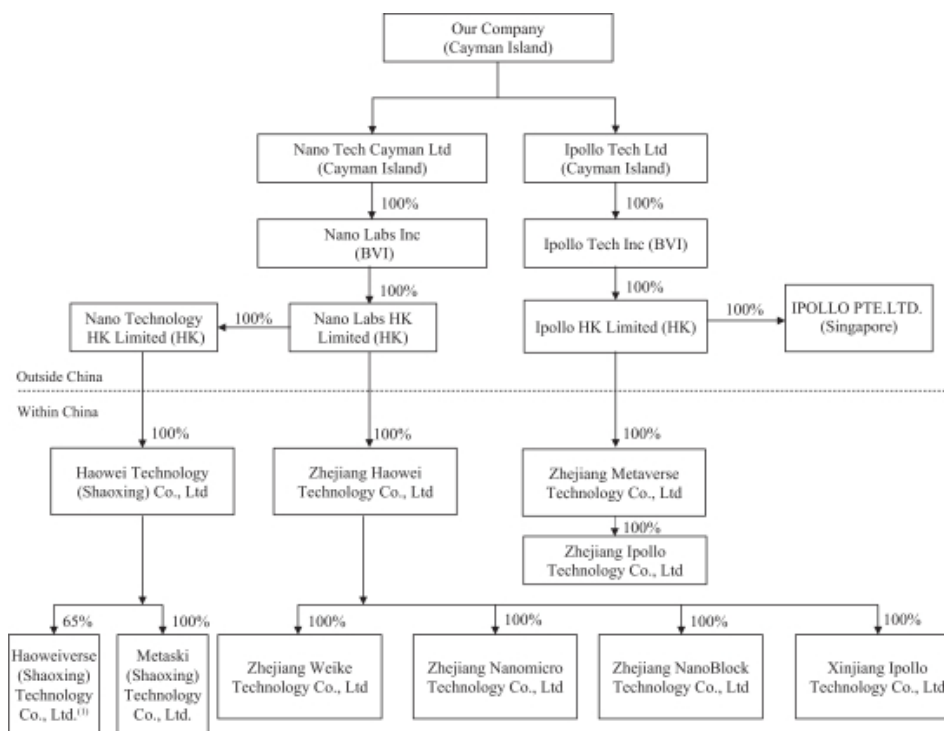 Our Company
(Cayman Island)
Nano Tech Cayman Ltd
(Cayman Island)
Ipollo Tech Ltd
(Cayman Island)
100%
100%
Nano Labs Inc
(BVI)
Ipollo Tech Inc (BVI)
100%
100%
Nano Technology
HK Limited (HK)
100%
Nano Labs HK
Limited (HK)
Ipollo HK Limited (HK)
100%
IPOLLO PTE.LTD.
(Singapore)
Outside China
Within China
100%
100%
100%
Haowei Technology
(Shaoxing) Co., Ltd
Zhejiang Haowei
Technology Co., Ltd
Zhejiang Metaverse
Technology Co., Ltd
100%
Zhejiang Ipollo
Technology Co., Ltd
65%
100%
100%
100%
100%
100%
Haoweiverse
(Shaoxing)
Technology
Co., Ltd.(1)
Metaski
(Shaoxing)
Technology
Co., Ltd.
Zhejiang Weike
Technology Co., Ltd
Zhejiang Nanomicro
Technology Co., Ltd
Zhejiang NanoBlock
Technology Co., Ltd
Xinjiang Ipollo
Technology Co., Ltd